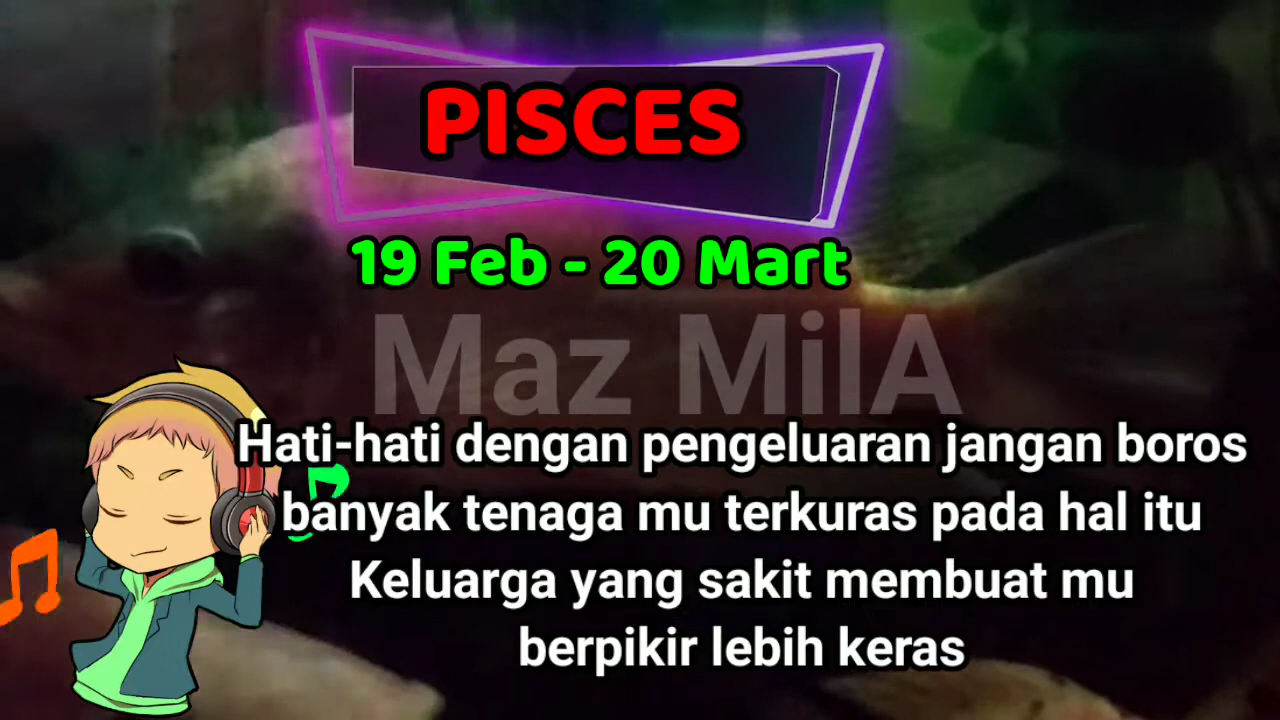 PISCES
19 Feb - 20 Mart
Maz MilA
Hati-hati dengan pengeluaran jangan boros
banyak tenaga mu terkuras pada hal itu
Keluarga yang sakit membuat mu
berpikir lebih keras